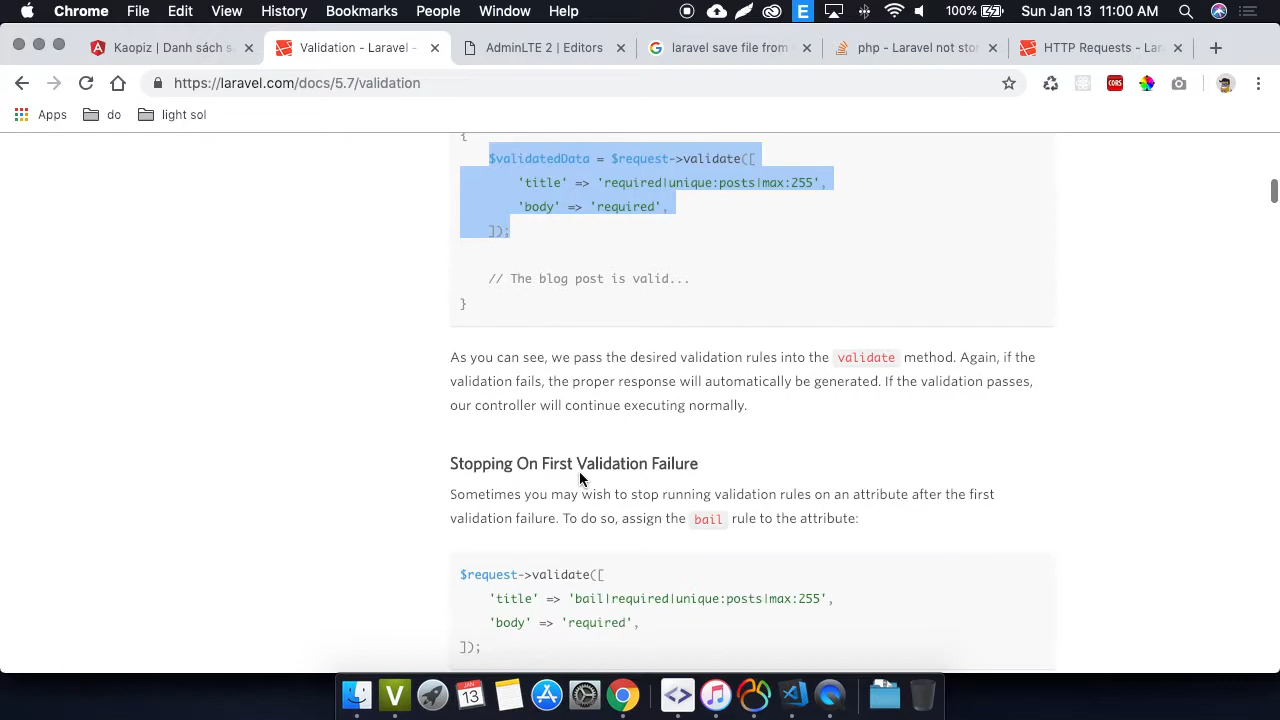 Chrome File Edit View History Bookmarks People Window Help E 100% Sun Jan 13 11:00 AM
Kaopiz | Danh sách s Validation - Laravel - AdminLTE 2 | Editors laravel save file from php - Laravel not sto HTTP Requests - La
https://laravel.com/docs/5.7/validation CORS
Apps do light sol
{
$validatedData = $request->validate([
'title' => 'required|unique:posts|max:255',
'body' => 'required',
]);
// The blog post is valid...
}
As you can see, we pass the desired validation rules into the validate method. Again, if the
validation fails, the proper response will automatically be generated. If the validation passes,
our controller will continue executing normally.
Stopping On First Validation Failure
Sometimes you may wish to stop running validation rules on an attribute after the first
validation failure. To do so, assign the bail rule to the attribute:
$request->validate([
'title' => 'bail|required|unique:posts|max:255',
'body' => 'required',
]);
V JAN 13